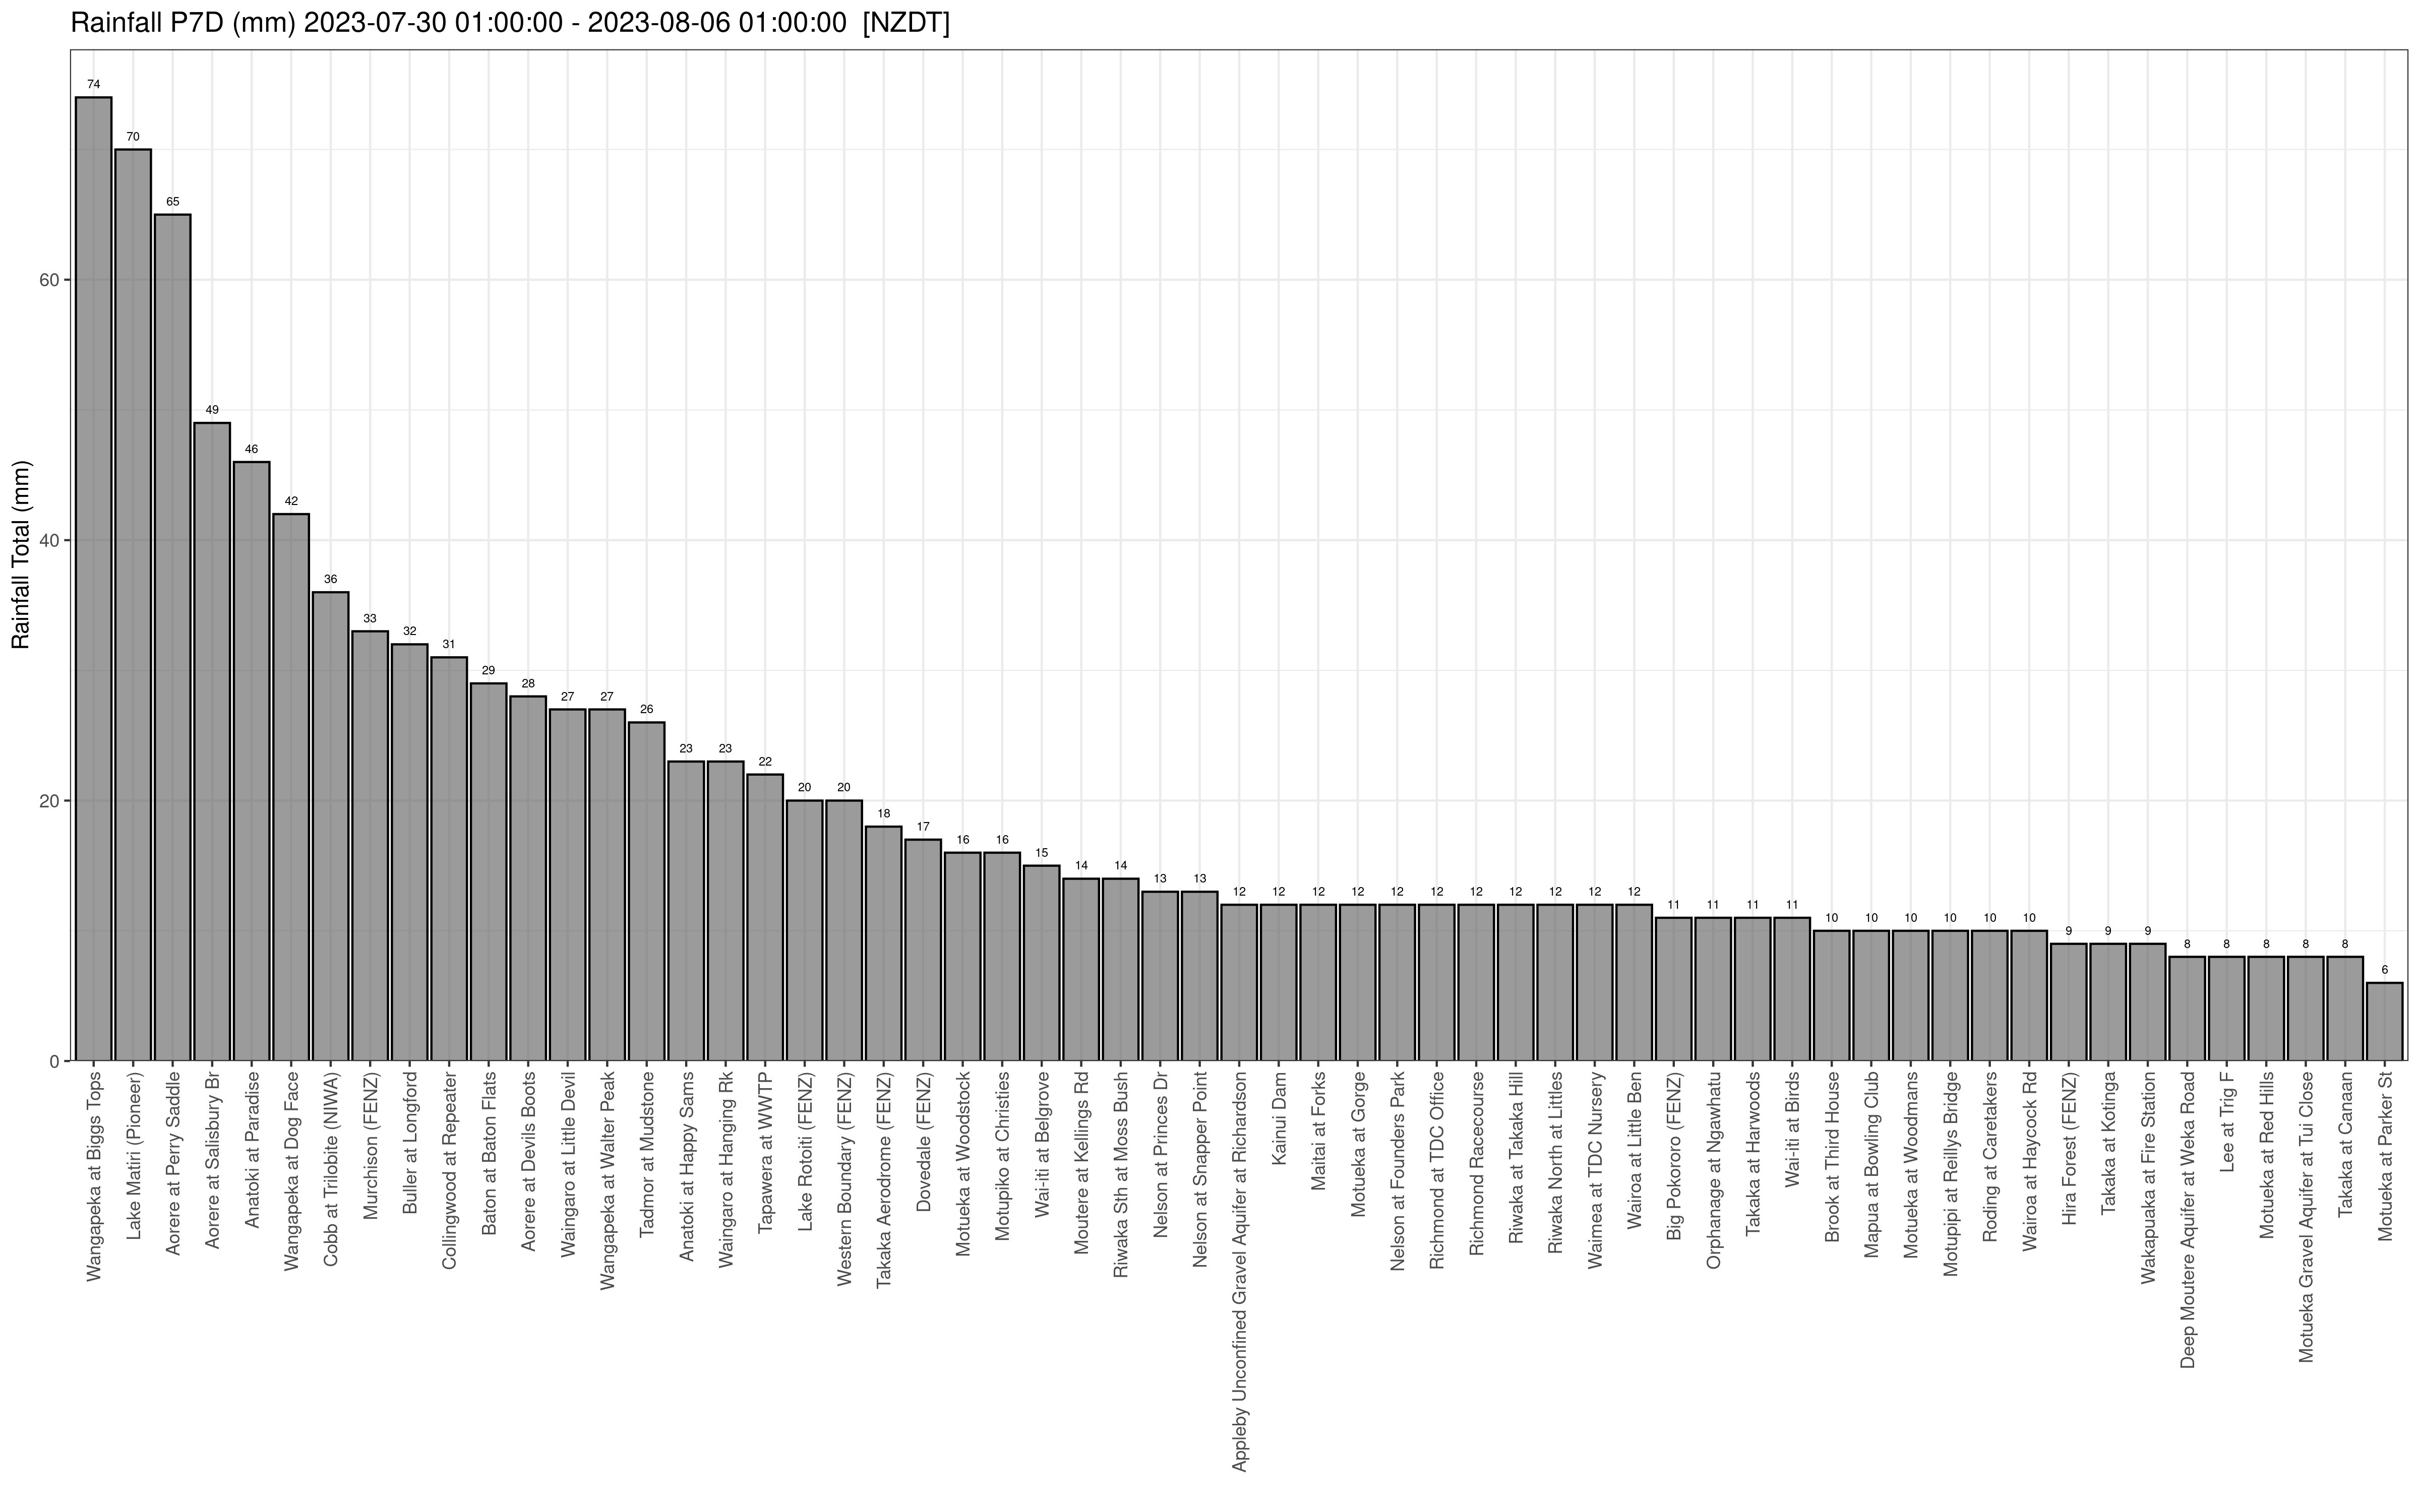 Rainfall P7D (mm) 2023-07-30 01:00:00 - 2023-08-06 01:00:00 [NZDT]
Rainfall Total (mm)
60
40
20
0
74
70
65
49
46
42
36
33
32
31
29
28
27
27
26
23
23
22
20
20
18
17
16
16
15
14
14
13
13
12
12
12
12
12
12
12
12
12
12
12
11
11
11
11
10
10
10
10
10
10
9
9
9
8
8
8
8
8
6
Wangapeka at Biggs Tops
Lake Matiri (Pioneer)
Aorere at Perry Saddle
Aorere at Salisbury Br
Anatoki at Paradise
Wangapeka at Dog Face
Cobb at Trilobite (NIWA)
Murchison (FENZ)
Buller at Longford
Collingwood at Repeater
Baton at Baton Flats
Aorere at Devils Boots
Waingaro at Little Devil
Wangapeka at Walter Peak
Tadmor at Mudstone
Anatoki at Happy Sams
Waingaro at Hanging Rk
Tapawera at WWTP
Lake Rotoiti (FENZ)
Western Boundary (FENZ)
Takaka Aerodrome (FENZ)
Dovedale (FENZ)
Motueka at Woodstock
Motupiko at Christies
Wai-iti at Belgrove
Moutere at Kellings Rd
Riwaka Sth at Moss Bush
Nelson at Princes Dr
Nelson at Snapper Point
Appleby Unconfined Gravel Aquifer at Richardson
Kainui Dam
Maitai at Forks
Motueka at Gorge
Nelson at Founders Park
Richmond at TDC Office
Richmond Racecourse
Riwaka at Takaka Hill
Riwaka North at Littles
Waimea at TDC Nursery
Wairoa at Little Ben
Big Pokororo (FENZ)
Orphanage at Ngawhatu
Takaka at Harwoods
Wai-iti at Birds
Brook at Third House
Mapua at Bowling Club
Motueka at Woodmans
Motupipi at Reillys Bridge
Roding at Caretakers
Wairoa at Haycock Rd
Hira Forest (FENZ)
Takaka at Kotinga
Wakapuaka at Fire Station
Deep Moutere Aquifer at Weka Road
Lee at Trig F
Motueka at Red Hills
Motueka Gravel Aquifer at Tui Close
Takaka at Canaan
Motueka at Parker St